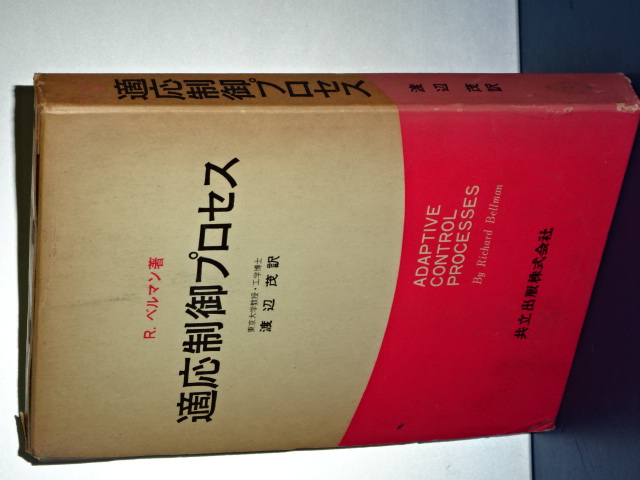 適応制御プロセス
渡辺 茂 訳
R. ベルマン著
適応制御プロセス
東京大学教授・工学博士
渡辺 茂 訳
ADAPTIVE
CONTROL
PROCESSES
By Richard Bellman
共立出版株式会社